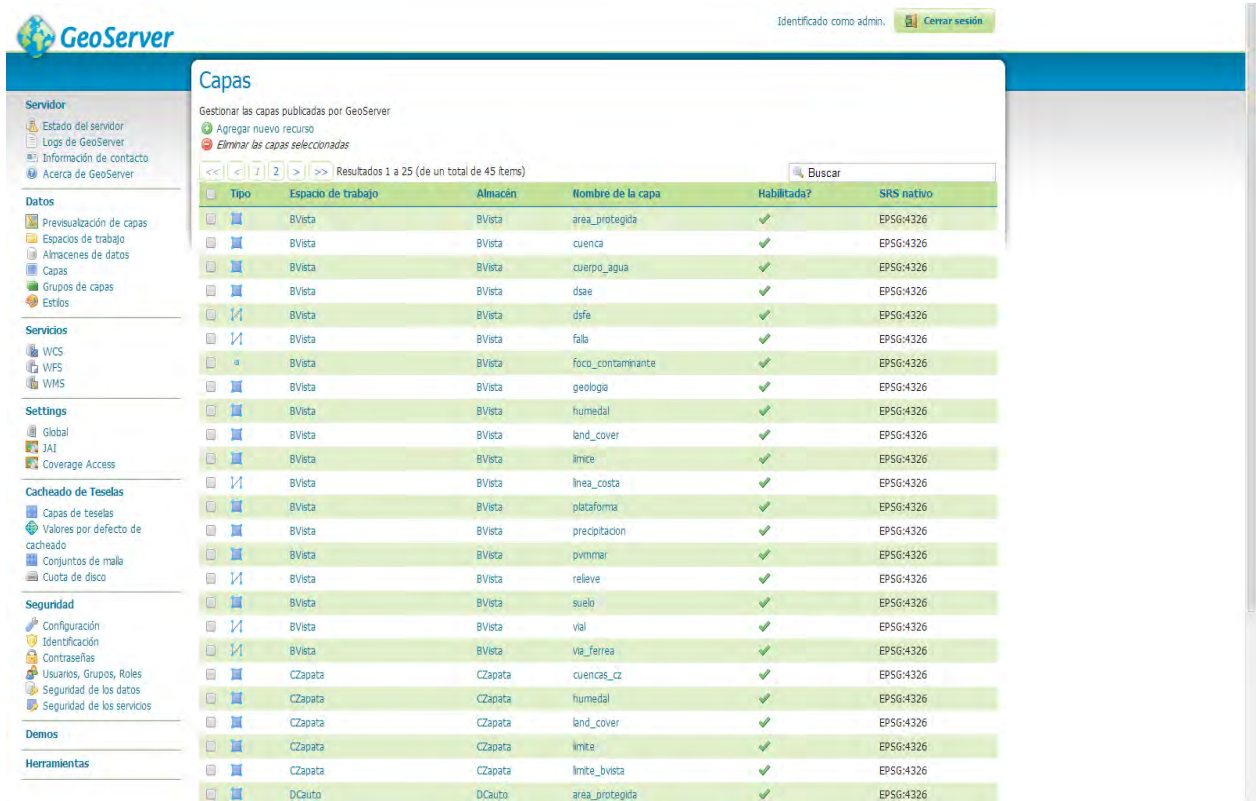 GeoServer
Identificado como admin.
Cerrar sesión
Servidor
Estado del servidor
Logs de GeoServer
Información de contacto
Acerca de GeoServer
Datos
Previsualización de capas
Espacios de trabajo
Almacenes de datos
Capas
Grupos de capas
Estilos
Servicios
WCS
WFS
WMS
Settings
Global
JAI
Coverage Access
Cacheado de Teselas
Capas de teselas
Valores por defecto de
cacheado
Conjuntos de malla
Cuota de disco
Seguridad
Configuración
Identificación
Contraseñas
Usuarios, Grupos, Roles
Seguridad de los datos
Seguridad de los servicios
Demos
Herramientas
Capas
Gestionar las capas publicadas por GeoServer
Agregar nuevo recurso
Eliminar las capas seleccionadas
<< < 1 2 > >> Resultados 1 a 25 (de un total de 45 ítems)
Buscar
Tipo Espacio de trabajo Almacén Nombre de la capa Habilitada? SRS nativo
BVista BVista area_protegida EPSG:4326
BVista BVista cuenca EPSG:4326
BVista BVista cuerpo_agua EPSG:4326
BVista BVista dsae EPSG:4326
BVista BVista dsfe EPSG:4326
BVista BVista falla EPSG:4326
BVista BVista foco_contaminante EPSG:4326
BVista BVista geologia EPSG:4326
BVista BVista humedal EPSG:4326
BVista BVista land_cover EPSG:4326
BVista BVista limite EPSG:4326
BVista BVista linea_costa EPSG:4326
BVista BVista plataforma EPSG:4326
BVista BVista precipitacion EPSG:4326
BVista BVista pvmmar EPSG:4326
BVista BVista relieve EPSG:4326
BVista BVista suelo EPSG:4326
BVista BVista vial EPSG:4326
BVista BVista via_ferrea EPSG:4326
CZapata CZapata cuencas_cz EPSG:4326
CZapata CZapata humedal EPSG:4326
CZapata CZapata land_cover EPSG:4326
CZapata CZapata limite EPSG:4326
CZapata CZapata limite_bvista EPSG:4326
DCauto DCauto area_protegida EPSG:4326